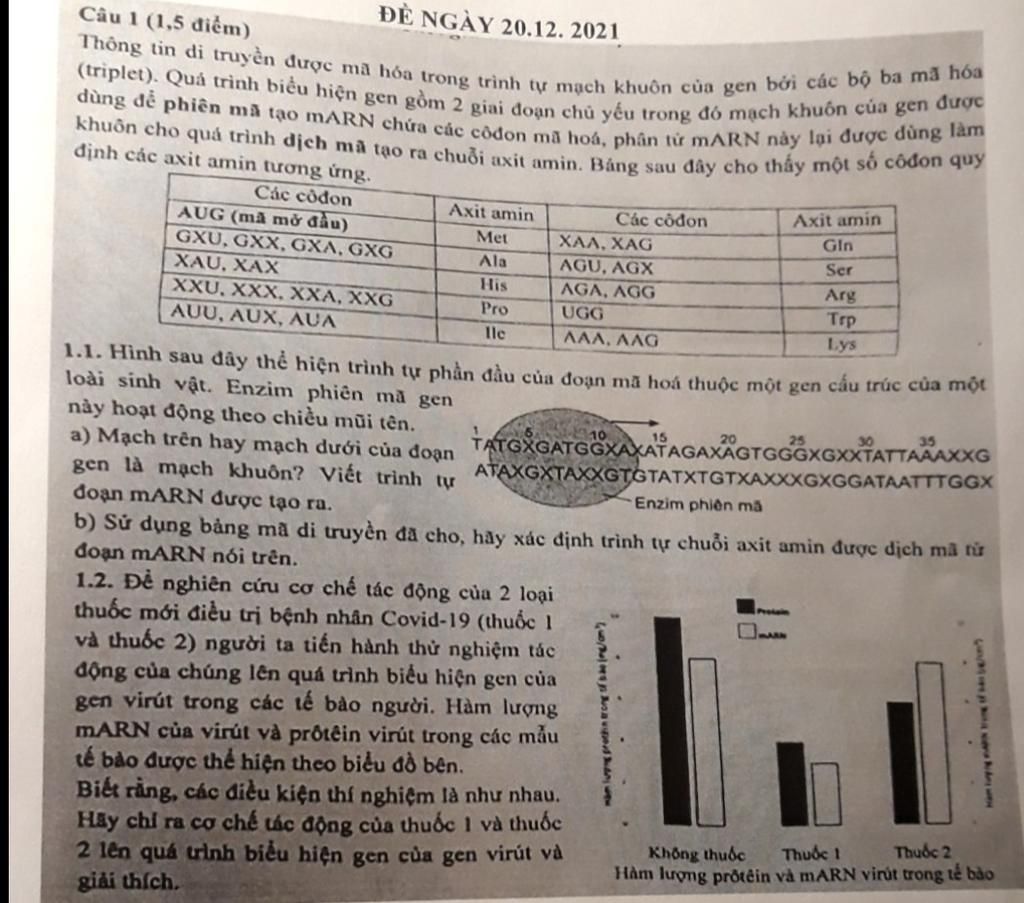 ĐỀ NGÀY 20.12. 2021
Câu 1 (1,5 điểm)
Thông tin di truyền được mã hóa trong trình tự mạch khuôn của gen bởi các bộ ba mã hóa
(triplet). Quá trình biểu hiện gen gồm 2 giai đoạn chủ yếu trong đó mạch khuôn của gen được
dùng để phiên mã tạo mARN chứa các côđon mã hoá, phân tử mARN này lại được dùng làm
khuôn cho quá trình dịch mã tạo ra chuỗi axit amin. Bảng sau đây cho thấy một số côđon quy
định các axit amin tương ứng.
Các côđon Axit amin Các côđon Axit amin
AUG (mã mở đầu) Met XAA, XAG Gln
GXU, GXX, GXA, GXG Ala AGU, AGX Ser
XAU, XAX His AGA, AGG Arg
XXU, XXX, XXA, XXG Pro UGG Trp
AUU, AUX, AUA Ile AAA, AAG Lys
1.1. Hình sau đây thể hiện trình tự phần đầu của đoạn mã hoá thuộc một gen cấu trúc của một
loài sinh vật. Enzim phiên mã gen
này hoạt động theo chiều mũi tên.
a) Mạch trên hay mạch dưới của đoạn
gen là mạch khuôn? Viết trình tự
đoạn mARN được tạo ra.
1 5 10 15 20 25 30 35
TATGXGATGGXAXATAGAXAGTGGGXGXXTATTAAAXXG
ATAXGXTAXXGTGTATXTGTXAXXXGXGGATAATTTGGX
Enzim phiên mã
b) Sử dụng bảng mã di truyền đã cho, hãy xác định trình tự chuỗi axit amin được dịch mã từ
đoạn mARN nói trên.
1.2. Để nghiên cứu cơ chế tác động của 2 loại
thuốc mới điều trị bệnh nhân Covid-19 (thuốc 1
và thuốc 2) người ta tiến hành thử nghiệm tác
động của chúng lên quá trình biểu hiện gen của
gen virút trong các tế bào người. Hàm lượng
mARN của virút và prôtêin virút trong các mẫu
tế bào được thể hiện theo biểu đồ bên.
Biết rằng, các điều kiện thí nghiệm là như nhau.
Hãy chỉ ra cơ chế tác động của thuốc 1 và thuốc
2 lên quá trình biểu hiện gen của gen virút và
giải thích.
Protein
mARN
Không thuốc Thuốc 1 Thuốc 2
Hàm lượng prôtêin và mARN virút trong tế bào